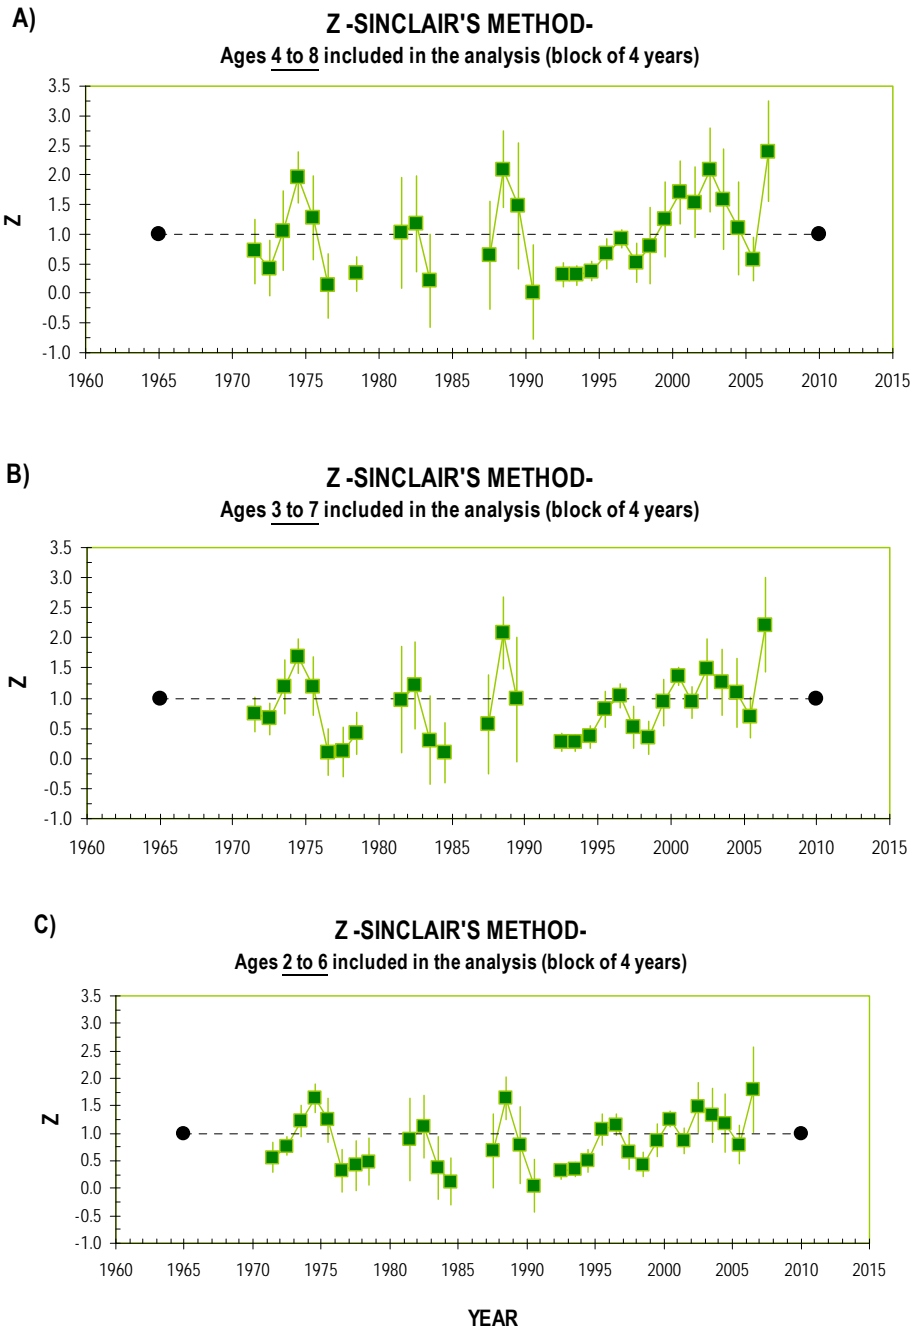 A)
Z -SINCLAIR'S METHOD-
Ages 4 to 8 included in the analysis (block of 4 years)
3.5
3.0
2.5
2.0
1.5
1.0
0.5
0.0
-0.5
-1.0
Z
1960 1965 1970 1975 1980 1985 1990 1995 2000 2005 2010 2015
B)
Z -SINCLAIR'S METHOD-
Ages 3 to 7 included in the analysis (block of 4 years)
3.5
3.0
2.5
2.0
1.5
1.0
0.5
0.0
-0.5
-1.0
Z
1960 1965 1970 1975 1980 1985 1990 1995 2000 2005 2010 2015
C)
Z -SINCLAIR'S METHOD-
Ages 2 to 6 included in the analysis (block of 4 years)
3.5
3.0
2.5
2.0
1.5
1.0
0.5
0.0
-0.5
-1.0
Z
1960 1965 1970 1975 1980 1985 1990 1995 2000 2005 2010 2015
YEAR